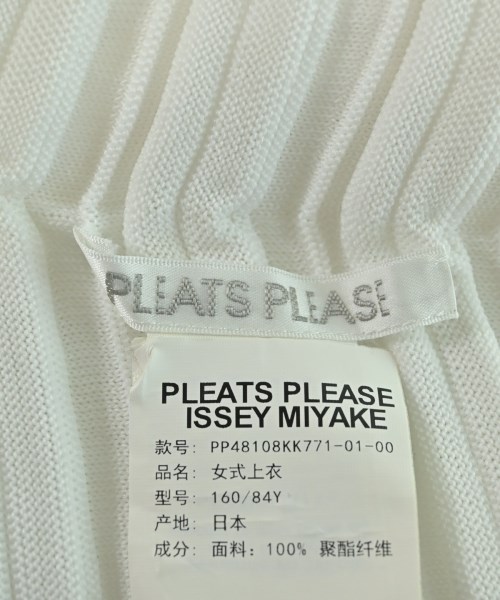 PLEATS PLEASE
PLEATS PLEASE
ISSEY MIYAKE
款号: PP48108KK771-01-00
品名: 女式上衣
型号: 160/84Y
产地: 日本
成分: 面料: 100% 聚酯纤维